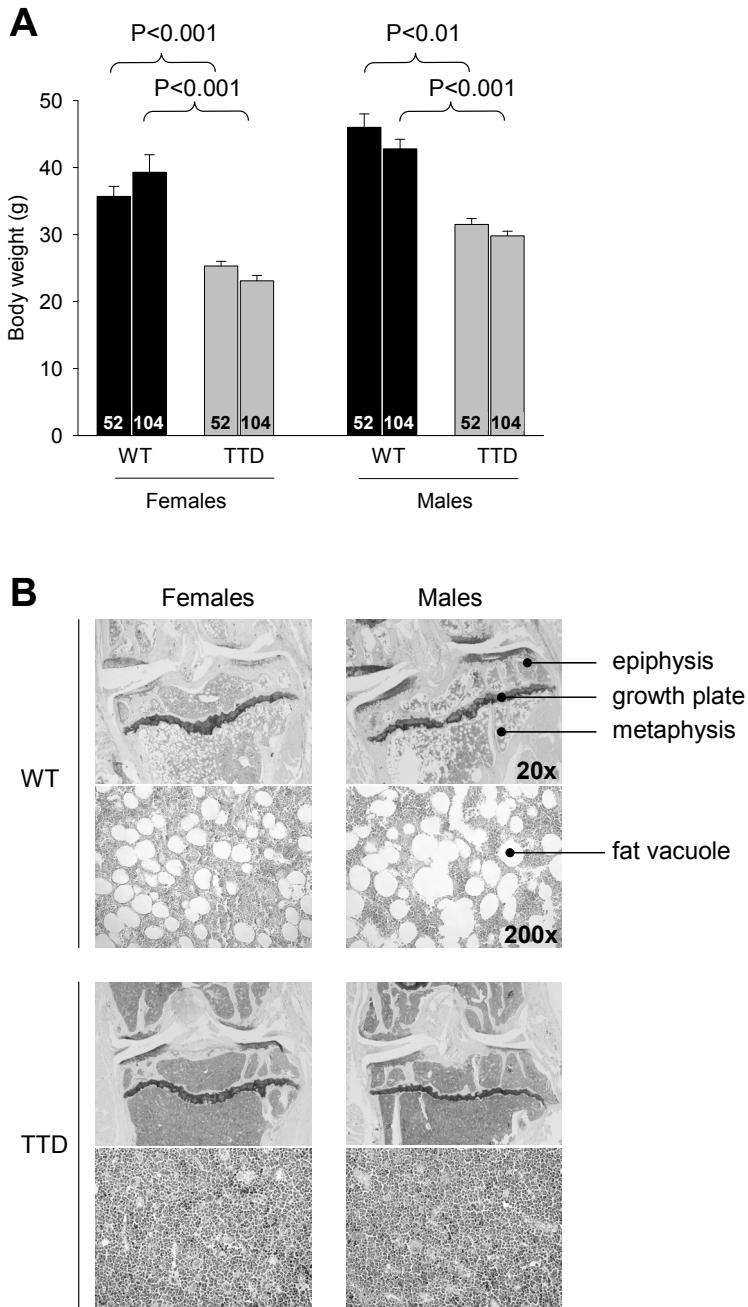 A
P<0.001
P<0.01
P<0.001
P<0.001
Body weight (g)
50
40
30
20
10
0
52 104 52 104 52 104 52 104
WT TTD WT TTD
Females Males
B
Females Males
WT
epiphysis
growth plate
metaphysis
20x
fat vacuole
200x
TTD